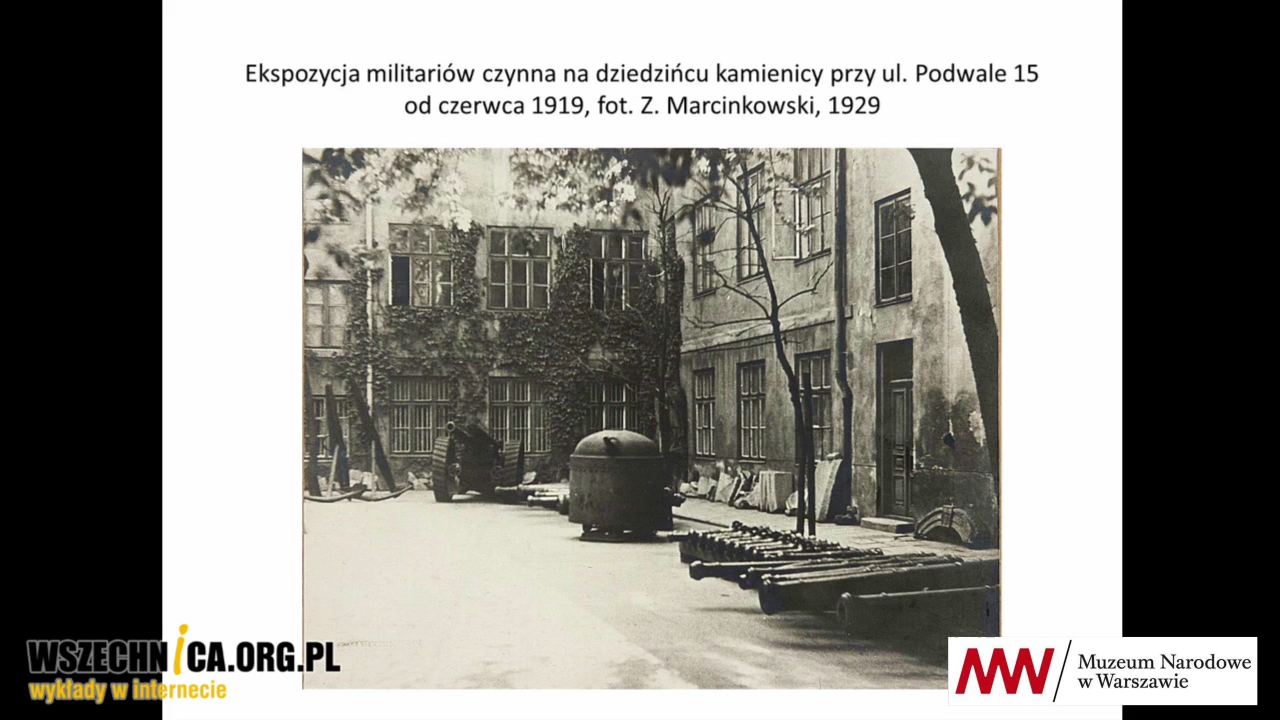 Ekspozycja militariów czynna na dziedzińcu kamienicy przy ul. Podwale 15
od czerwca 1919, fot. Z. Marcinkowski, 1929
WSZECHNICA.ORG.PL
wykłady w internecie
Muzeum Narodowe
w Warszawie